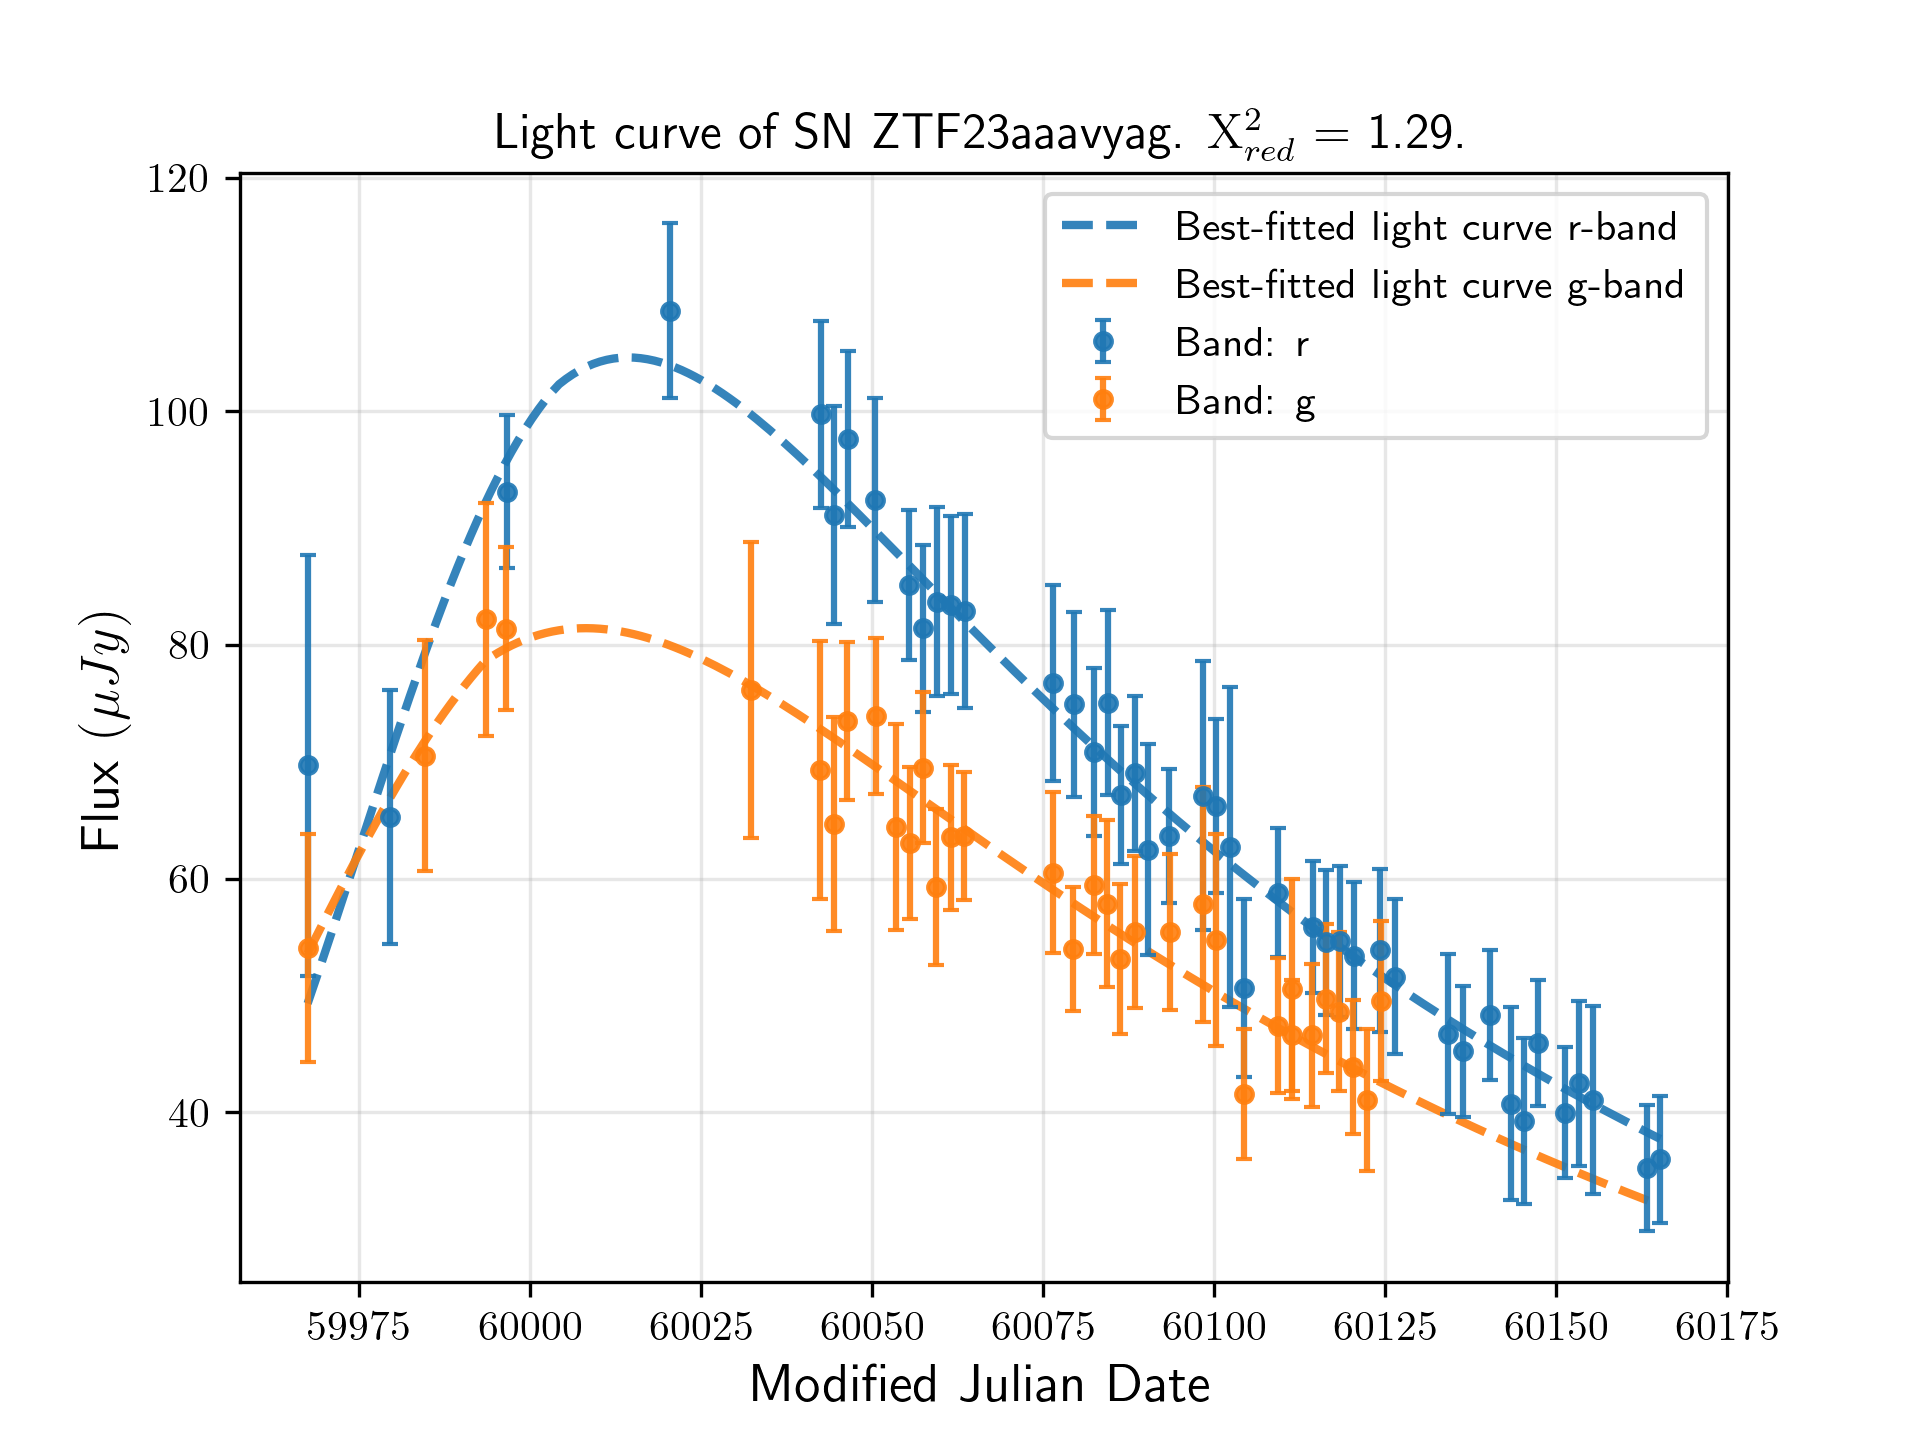 Light curve of SN ZTF23aaavyag. X²_red = 1.29.
120
100
80
60
40
Flux (μJy)
Best-fitted light curve r-band
Best-fitted light curve g-band
Band: r
Band: g
59975 60000 60025 60050 60075 60100 60125 60150 60175
Modified Julian Date